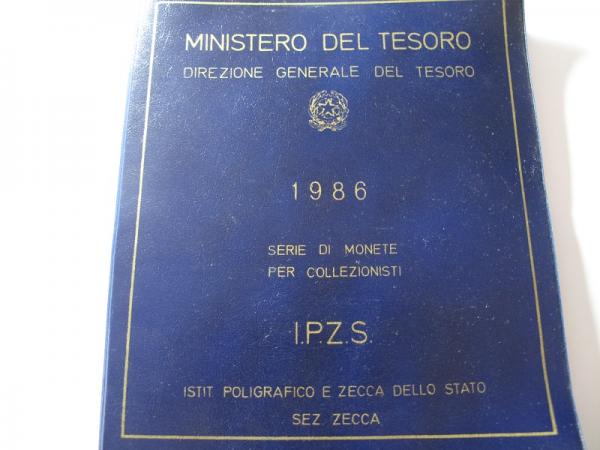 MINISTERO DEL TESORO
DIREZIONE GENERALE DEL TESORO
1986
SERIE DI MONETE
PER COLLEZIONISTI
I.P.Z.S.
ISTIT POLIGRAFICO E ZECCA DELLO STATO
SEZ. ZECCA